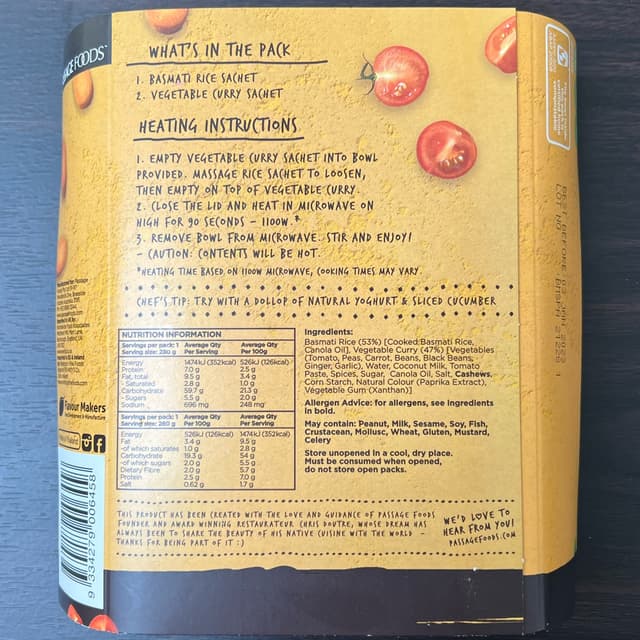 WHAT'S IN THE PACK
1. BASMATI RICE SACHET
2. VEGETABLE CURRY SACHET
HEATING INSTRUCTIONS
1. EMPTY VEGETABLE CURRY SACHET INTO BOWL
PROVIDED. MASSAGE RICE SACHET TO LOOSEN,
THEN EMPTY ON TOP OF VEGETABLE CURRY.
2. CLOSE THE LID AND HEAT IN MICROWAVE ON
HIGH FOR 90 SECONDS - 1100W.*
3. REMOVE BOWL FROM MICROWAVE. STIR AND ENJOY!
- CAUTION: CONTENTS WILL BE HOT.
*HEATING TIME BASED ON 1100W MICROWAVE, COOKING TIMES MAY VARY
CHEF'S TIP: TRY WITH A DOLLOP OF NATURAL YOGHURT & SLICED CUCUMBER
NUTRITION INFORMATION
Servings per pack: 1 Average Qty Average Qty
Serving size: 280 g Per Serving Per 100g
Energy 1474kJ (352kcal) 526kJ (126kcal)
Protein 7.0 g 2.5 g
Fat, total 9.5 g 3.4 g
- Saturated 2.8 g 1.0 g
Carbohydrate 59.7 g 21.3 g
- Sugars 5.5 g 2.0 g
Sodium 696 mg 248 mg
Servings per pack: 1 Average Qty Average Qty
Serving size: 280 g Per 100g Per Serving
Energy 526kJ (126kcal) 1474kJ (352kcal)
Fat 3.4 g 9.5 g
-of which saturates 1.0 g 2.8 g
Carbohydrate 19.3 g 54 g
-of which sugars 2.0 g 5.5 g
Dietary Fibre 2.0 g 5.7 g
Protein 2.5 g 7.0 g
Salt 0.62 g 1.7 g
Ingredients:
Basmati Rice (53%) [Cooked Basmati Rice,
Canola Oil], Vegetable Curry (47%) [Vegetables
(Tomato, Peas, Carrot, Beans, Black Beans,
Ginger, Garlic), Water, Coconut Milk, Tomato
Paste, Spices, Sugar, Canola Oil, Salt, Cashews,
Corn Starch, Natural Colour (Paprika Extract),
Vegetable Gum (Xanthan)]
Allergen Advice: for allergens, see ingredients
in bold.
May contain: Peanut, Milk, Sesame, Soy, Fish,
Crustacean, Mollusc, Wheat, Gluten, Mustard,
Celery
Store unopened in a cool, dry place.
Must be consumed when opened,
do not store open packs.
THIS PRODUCT HAS BEEN CREATED WITH THE LOVE AND GUIDANCE OF PASSAGE FOODS
FOUNDER AND AWARD WINNING RESTAURATEUR CHRIS DOUTRE, WHOSE DREAM HAS
ALWAYS BEEN TO SHARE THE BEAUTY OF HIS NATIVE CUISINE WITH THE WORLD -
THANKS FOR BEING PART OF IT :)
WE'D LOVE TO
HEAR FROM YOU!
PASSAGEFOODS.COM
FOODS
Flavour Makers
9 334279 006458
LOT NO